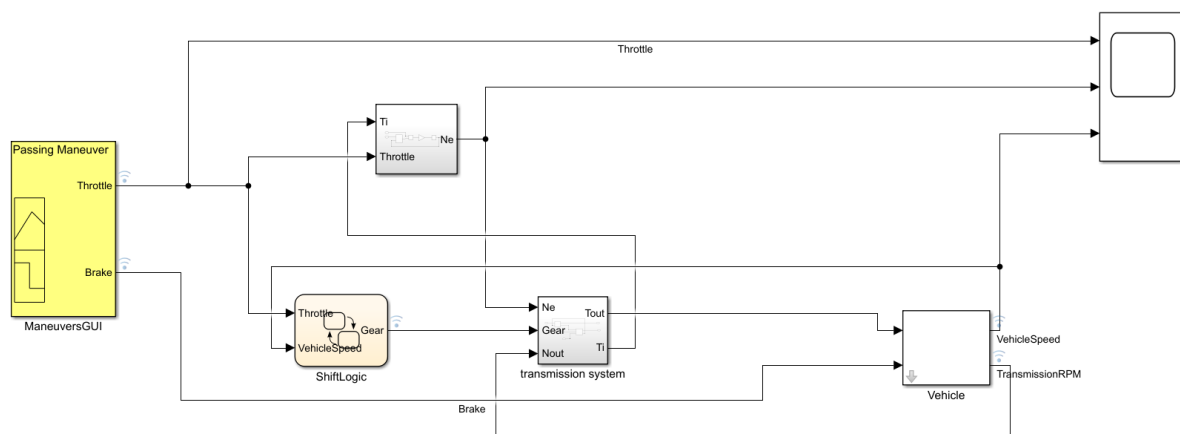 Throttle
Passing Maneuver
Throttle
Brake
ManeuversGUI
Ti
Throttle
Ne
Throttle
VehicleSpeed
Gear
ShiftLogic
Ne
Gear
Nout
Tout
Ti
transmission system
VehicleSpeed
TransmissionRPM
Vehicle
Brake